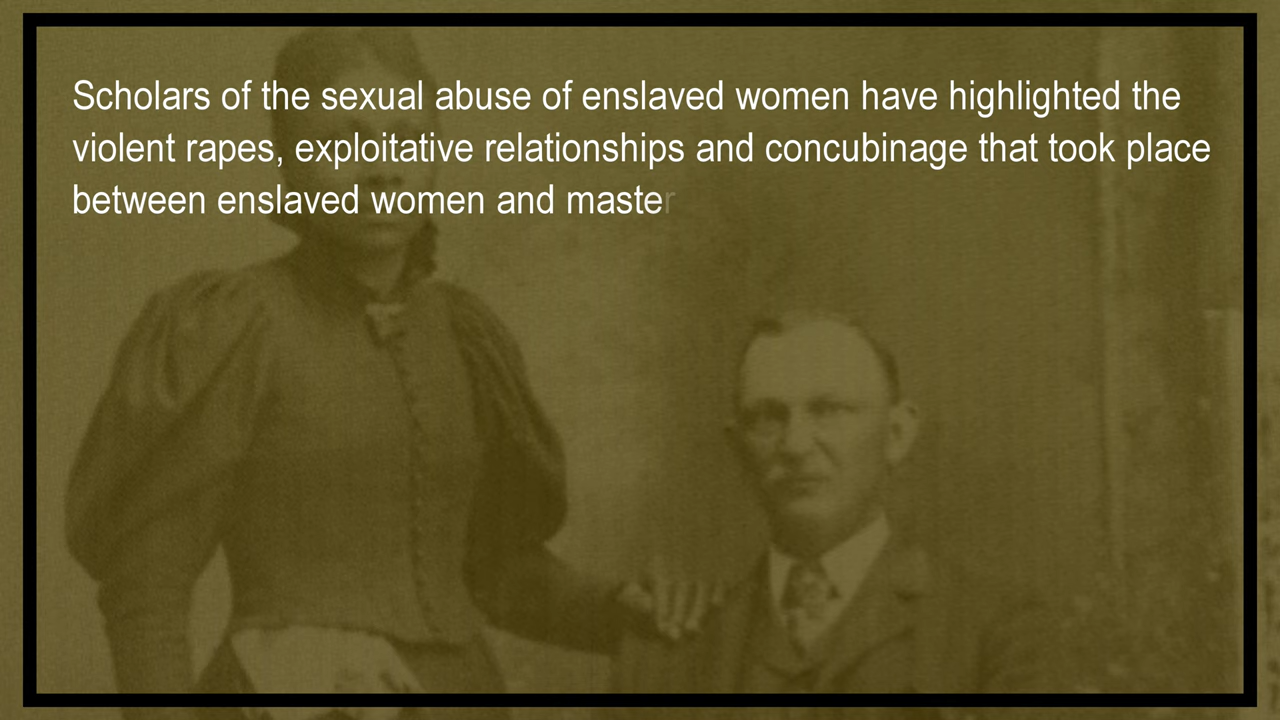 Scholars of the sexual abuse of enslaved women have highlighted the
violent rapes, exploitative relationships and concubinage that took place
between enslaved women and master